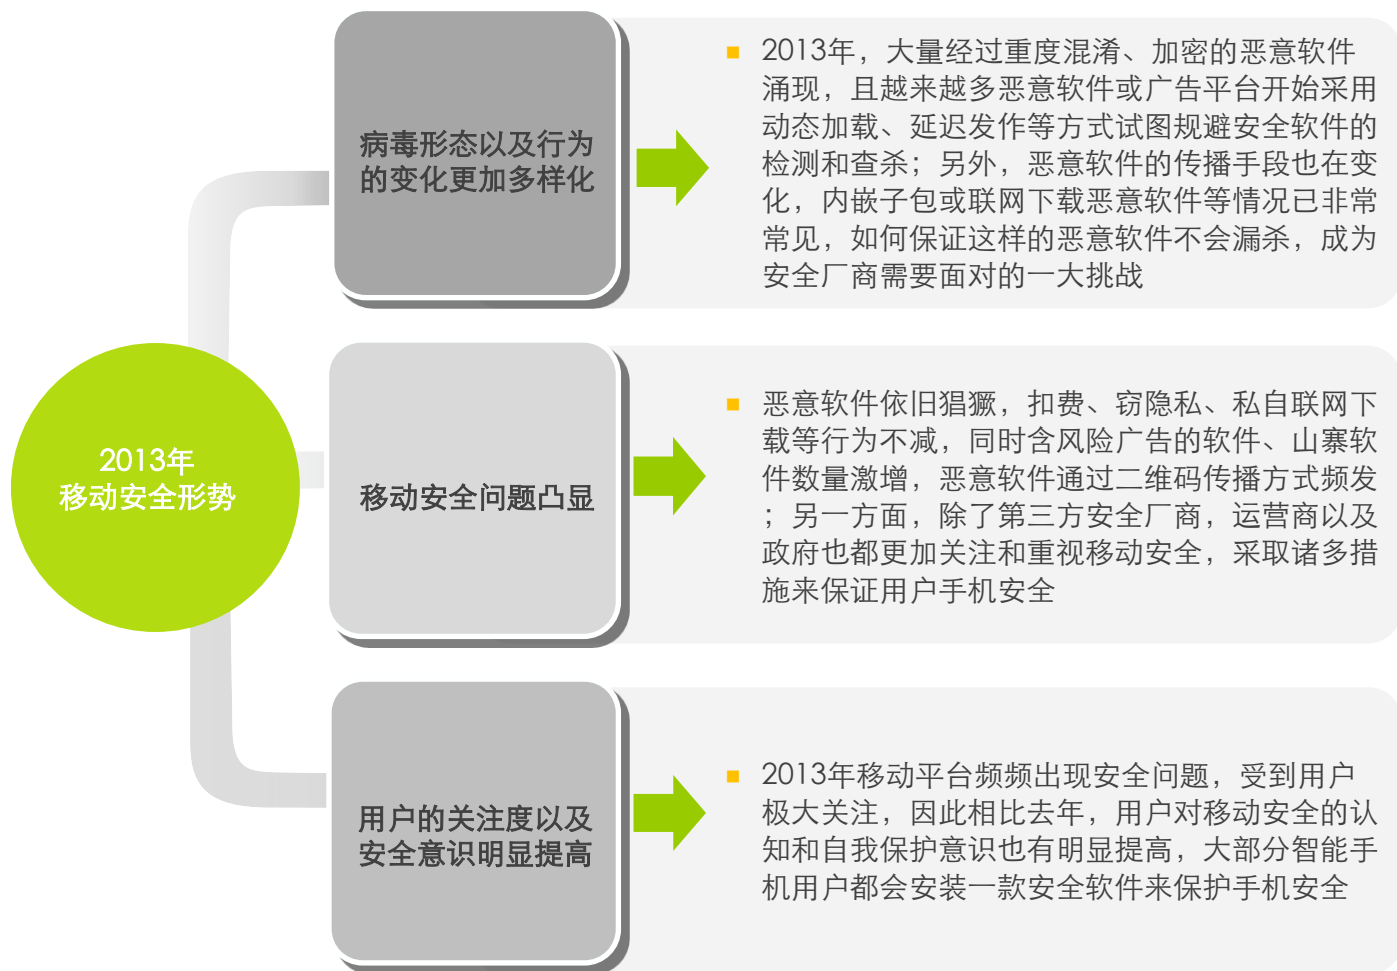 2013年
移动安全形势
病毒形态以及行为
的变化更加多样化
2013年，大量经过重度混淆、加密的恶意软件
涌现，且越来越多恶意软件或广告平台开始采用
动态加载、延迟发作等方式试图规避安全软件的
检测和查杀；另外，恶意软件的传播手段也在变
化，内嵌子包或联网下载恶意软件等情况已非常
常见，如何保证这样的恶意软件不会漏杀，成为
安全厂商需要面对的一大挑战
移动安全问题凸显
恶意软件依旧猖獗，扣费、窃隐私、私自联网下
载等行为不减，同时含风险广告的软件、山寨软
件数量激增，恶意软件通过二维码传播方式频发
；另一方面，除了第三方安全厂商，运营商以及
政府也都更加关注和重视移动安全，采取诸多措
施来保证用户手机安全
用户的关注度以及
安全意识明显提高
2013年移动平台频频出现安全问题，受到用户
极大关注，因此相比去年，用户对移动安全的认
知和自我保护意识也有明显提高，大部分智能手
机用户都会安装一款安全软件来保护手机安全